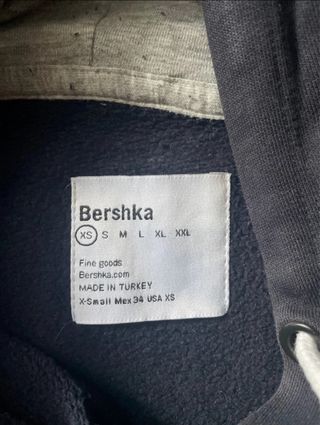 Bershka
XS S M L XL XXL
Fine goods
Bershka.com
MADE IN TURKEY
X-Small Mex 34 USA XS